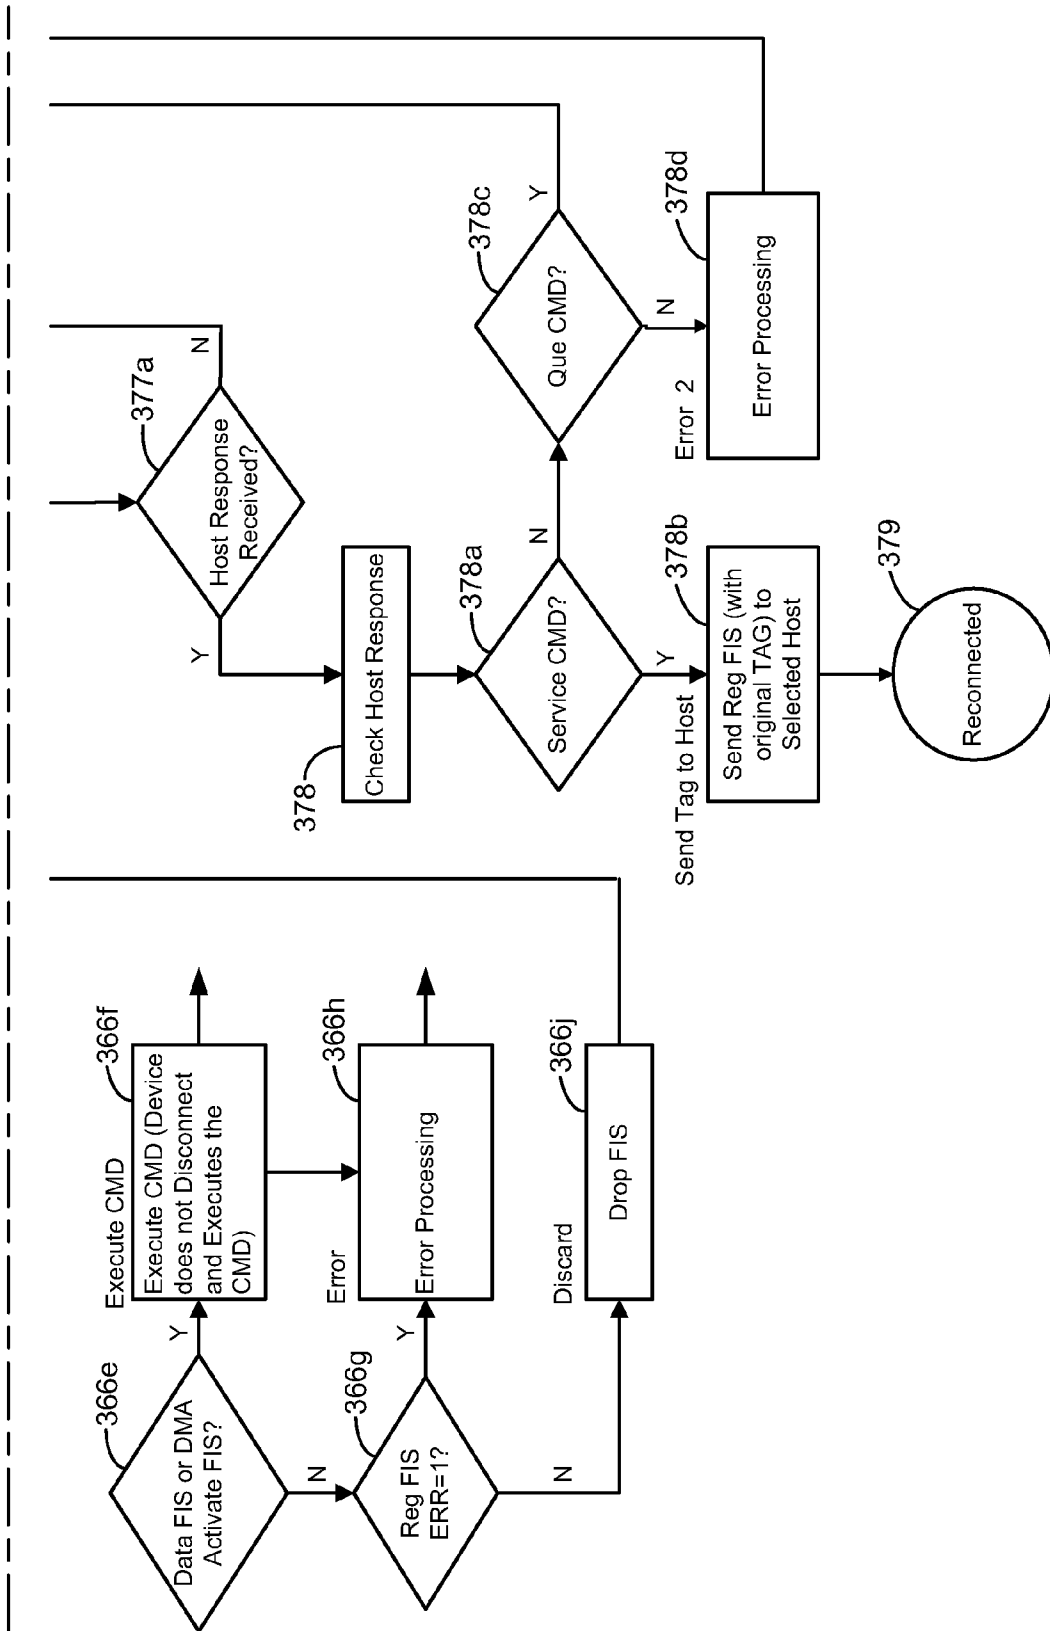 366e
Data FIS or DMA
Activate FIS?
Y
N
Execute CMD
366f
Execute CMD (Device
does not Disconnect
and Executes the
CMD)
366g
Reg FIS
ERR=1?
Y
N
Error
366h
Error Processing
Discard
366j
Drop FIS
377a
Host Response
Received?
Y
N
378
Check Host Response
378a
Service CMD?
N
Y
378c
Que CMD?
Y
N
Send Tag to Host
378b
Send Reg FIS (with
original TAG) to
Selected Host
Error 2
378d
Error Processing
379
Reconnected